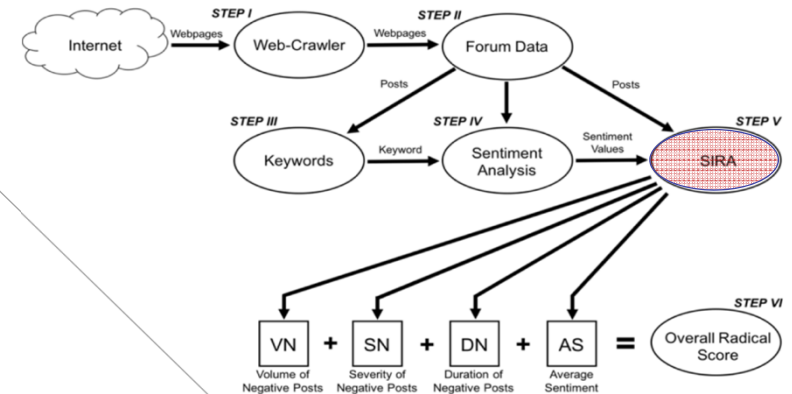 STEP I
STEP II
Internet
Webpages
Web-Crawler
Webpages
Forum Data
Posts
Posts
STEP III
STEP IV
STEP V
Keywords
Keyword
Sentiment
Analysis
Sentiment
Values
SIRA
STEP VI
VN
+
SN
+
DN
+
AS
=
Overall Radical
Score
Volume of
Negative Posts
Severity of
Negative Posts
Duration of
Negative Posts
Average
Sentiment